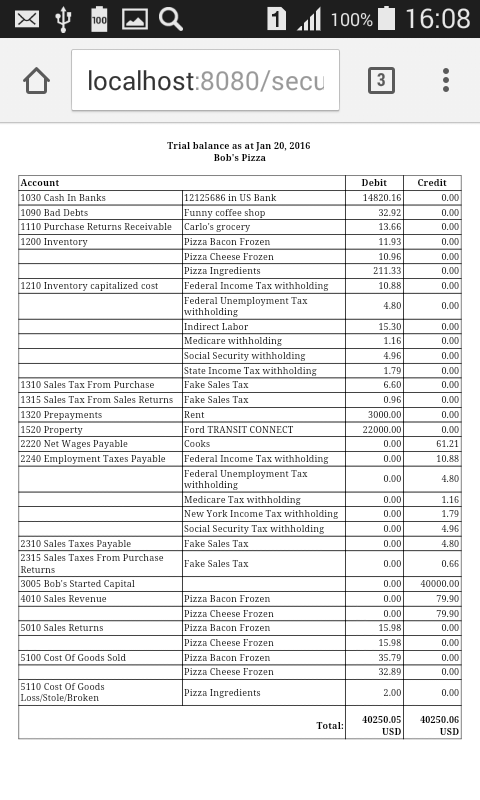 100
1
100%
16:08
localhost:8080/secu
3
Trial balance as at Jan 20, 2016
Bob's Pizza
Account Debit Credit
1030 Cash In Banks 12125686 in US Bank 14820.16 0.00
1090 Bad Debts Funny coffee shop 32.92 0.00
1110 Purchase Returns Receivable Carlo's grocery 13.66 0.00
1200 Inventory Pizza Bacon Frozen 11.93 0.00
Pizza Cheese Frozen 10.96 0.00
Pizza Ingredients 211.33 0.00
1210 Inventory capitalized cost Federal Income Tax withholding 10.88 0.00
Federal Unemployment Tax
withholding 4.80 0.00
Indirect Labor 15.30 0.00
Medicare withholding 1.16 0.00
Social Security withholding 4.96 0.00
State Income Tax withholding 1.79 0.00
1310 Sales Tax From Purchase Fake Sales Tax 6.60 0.00
1315 Sales Tax From Sales Returns Fake Sales Tax 0.96 0.00
1320 Prepayments Rent 3000.00 0.00
1520 Property Ford TRANSIT CONNECT 22000.00 0.00
2220 Net Wages Payable Cooks 0.00 61.21
2240 Employment Taxes Payable Federal Income Tax withholding 0.00 10.88
Federal Unemployment Tax
withholding 0.00 4.80
Medicare Tax withholding 0.00 1.16
New York Income Tax withholding 0.00 1.79
Social Security Tax withholding 0.00 4.96
2310 Sales Taxes Payable Fake Sales Tax 0.00 4.80
2315 Sales Taxes From Purchase
Returns Fake Sales Tax 0.00 0.66
3005 Bob's Started Capital 0.00 40000.00
4010 Sales Revenue Pizza Bacon Frozen 0.00 79.90
Pizza Cheese Frozen 0.00 79.90
5010 Sales Returns Pizza Bacon Frozen 15.98 0.00
Pizza Cheese Frozen 15.98 0.00
5100 Cost Of Goods Sold Pizza Bacon Frozen 35.79 0.00
Pizza Cheese Frozen 32.89 0.00
5110 Cost Of Goods
Loss/Stole/Broken Pizza Ingredients 2.00 0.00
Total: 40250.05 40250.06
USD USD